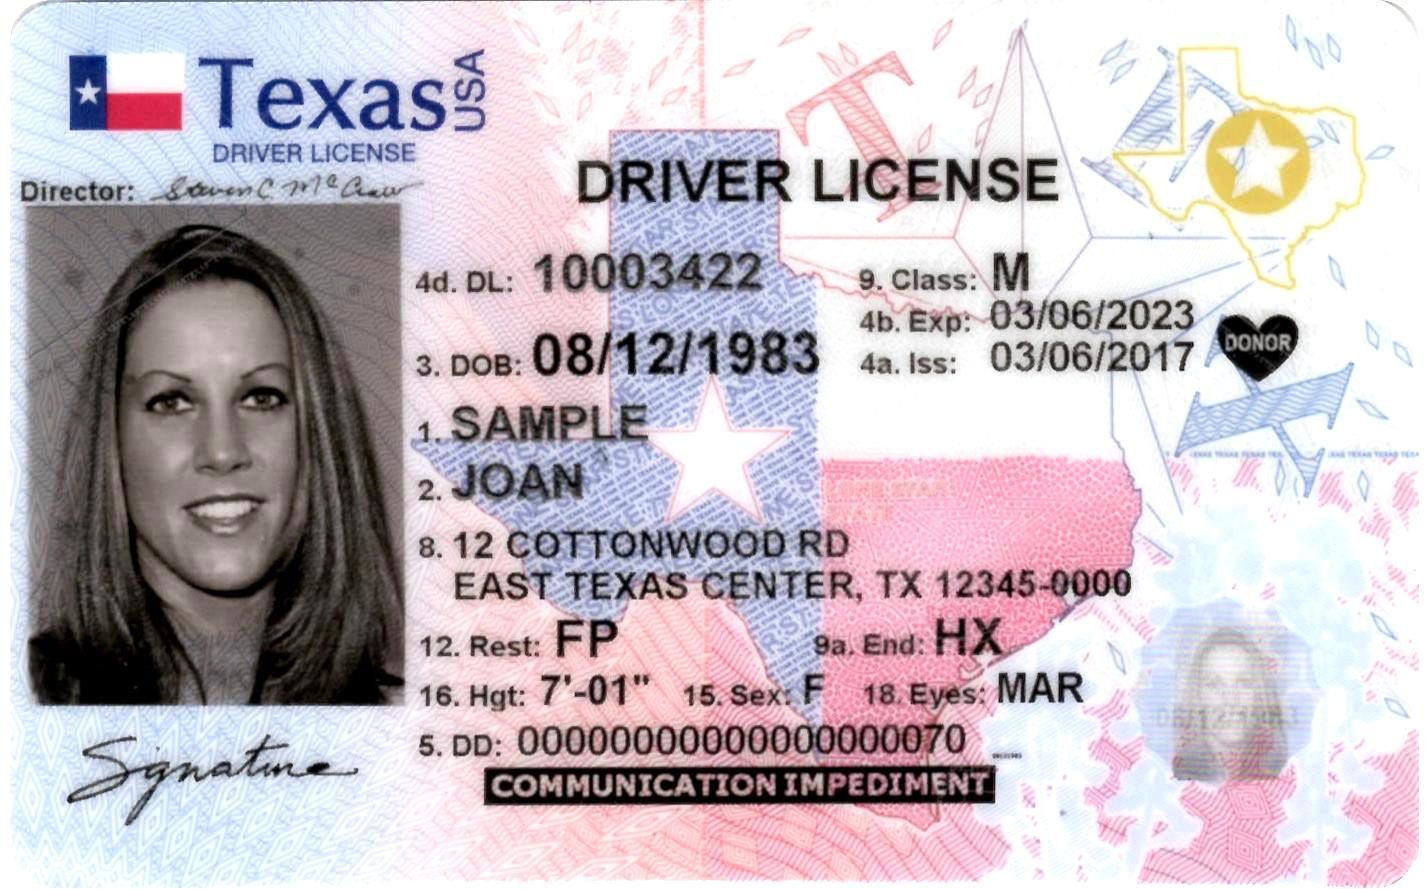 Texas USA
DRIVER LICENSE
Director: Steven C McCraw
DRIVER LICENSE
4d. DL: 10003422
9. Class: M
4b. Exp: 03/06/2023
3. DOB: 08/12/1983
4a. Iss: 03/06/2017
DONOR
1. SAMPLE
2. JOAN
8. 12 COTTONWOOD RD
EAST TEXAS CENTER, TX 12345-0000
12. Rest: FP
9a. End: HX
16. Hgt: 7'-01"
15. Sex: F
18. Eyes: MAR
5. DD: 00000000000000000070
COMMUNICATION IMPEDIMENT
Signature